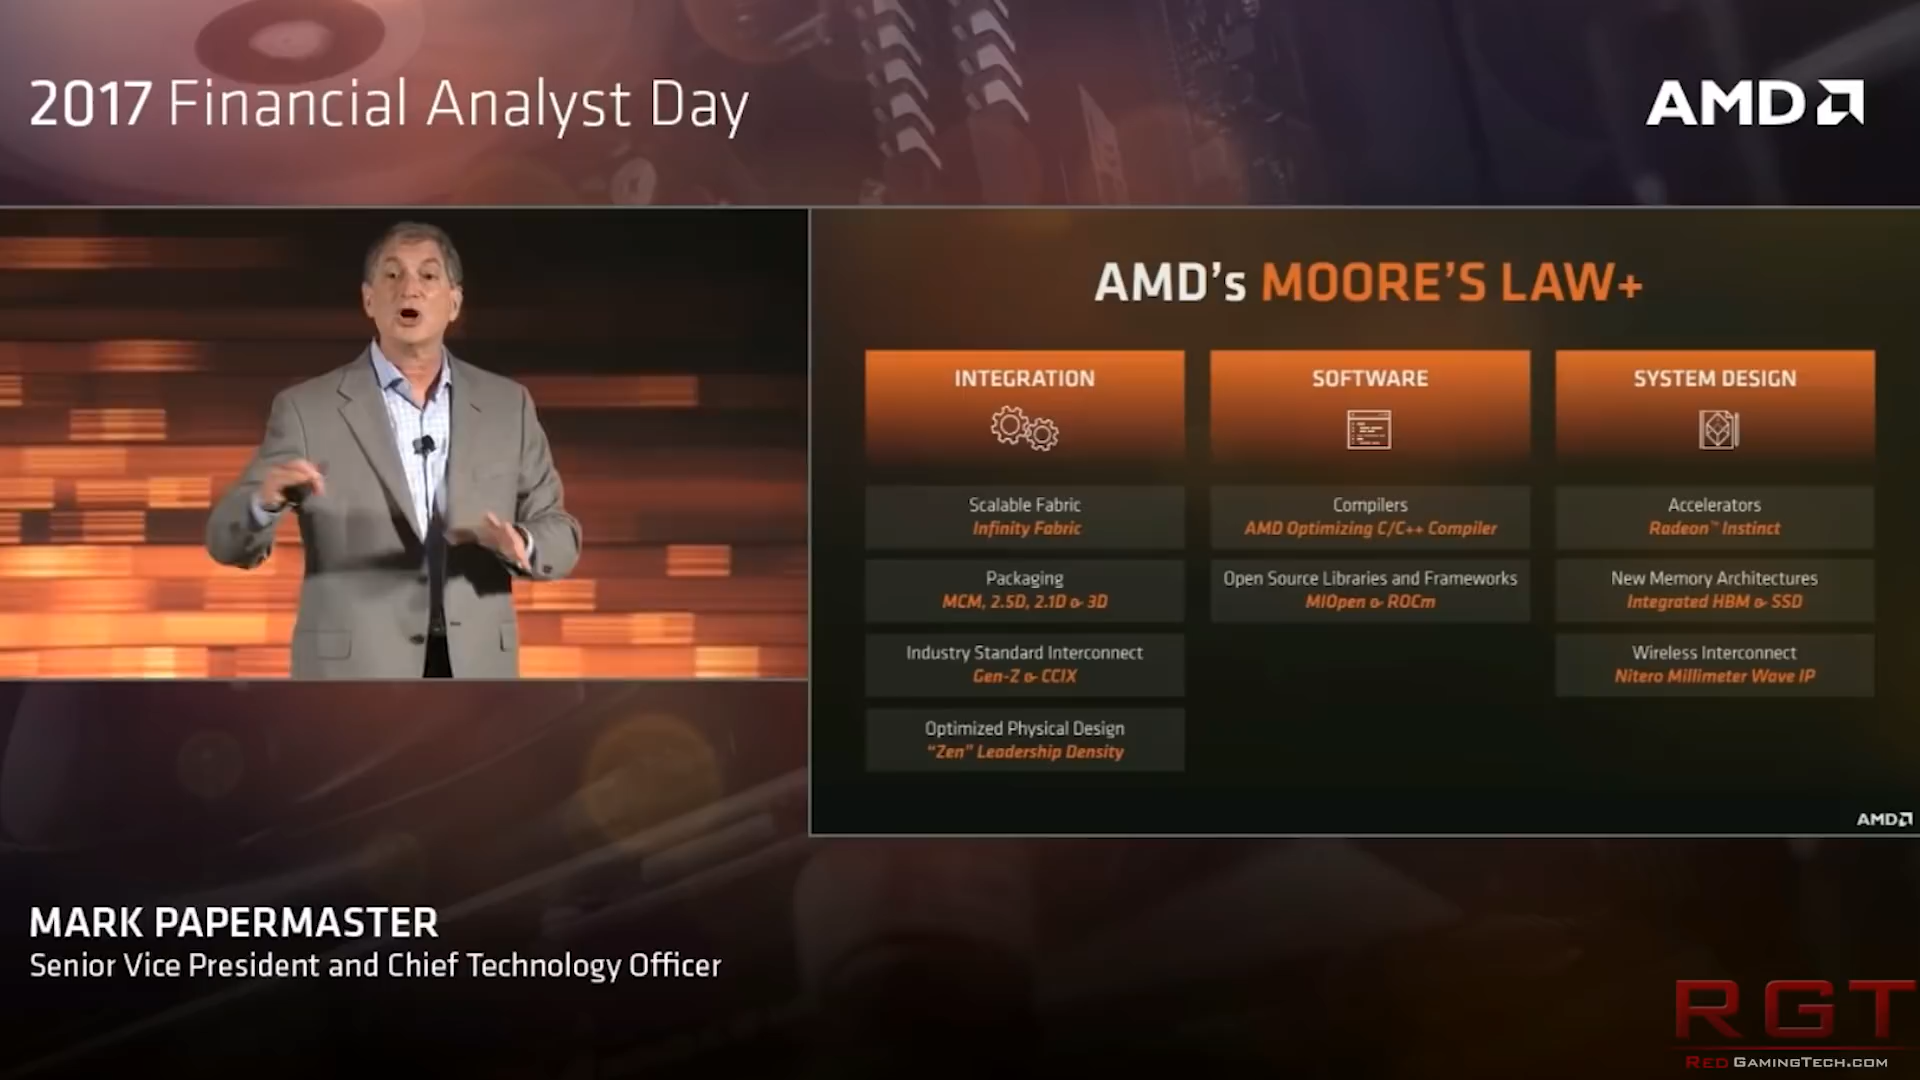 2017 Financial Analyst Day
AMD
AMD's MOORE'S LAW+
INTEGRATION
Scalable Fabric
Infinity Fabric
Packaging
MCM, 2.5D, 2.1D & 3D
Industry Standard Interconnect
Gen-Z & CCIX
Optimized Physical Design
"Zen" Leadership Density
SOFTWARE
Compilers
AMD Optimizing C/C++ Compiler
Open Source Libraries and Frameworks
MIOpen & ROCm
SYSTEM DESIGN
Accelerators
Radeon™ Instinct
New Memory Architectures
Integrated HBM & SSD
Wireless Interconnect
Nitero Millimeter Wave IP
AMD
MARK PAPERMASTER
Senior Vice President and Chief Technology Officer
RGT
REDGAMINGTECH.COM